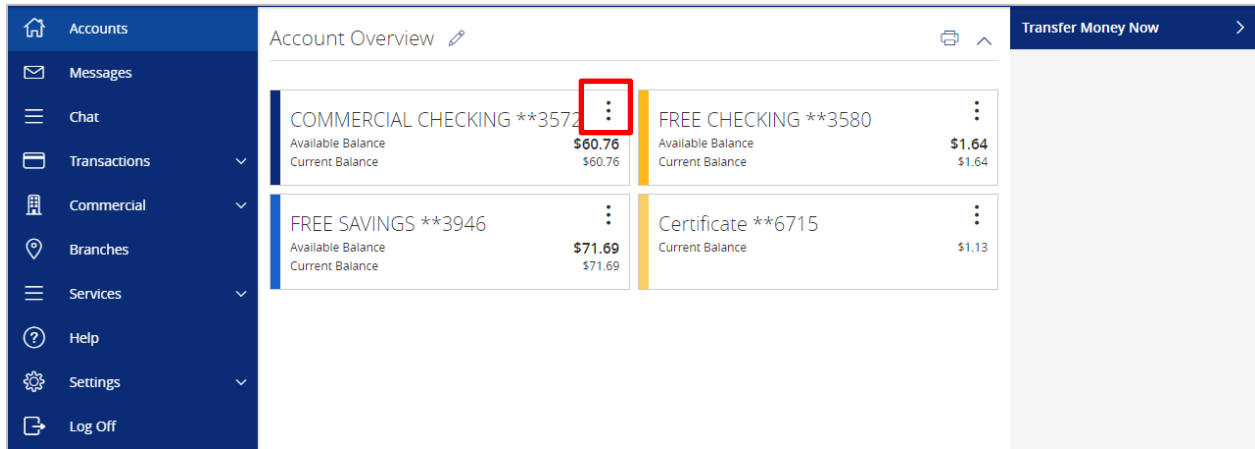 Accounts
Messages
Chat
Transactions
Commercial
Branches
Services
Help
Settings
Log Off
Account Overview
COMMERCIAL CHECKING **3572
Available Balance $60.76
Current Balance $60.76
FREE CHECKING **3580
Available Balance $1.64
Current Balance $1.64
FREE SAVINGS **3946
Available Balance $71.69
Current Balance $71.69
Certificate **6715
Current Balance $1.13
Transfer Money Now